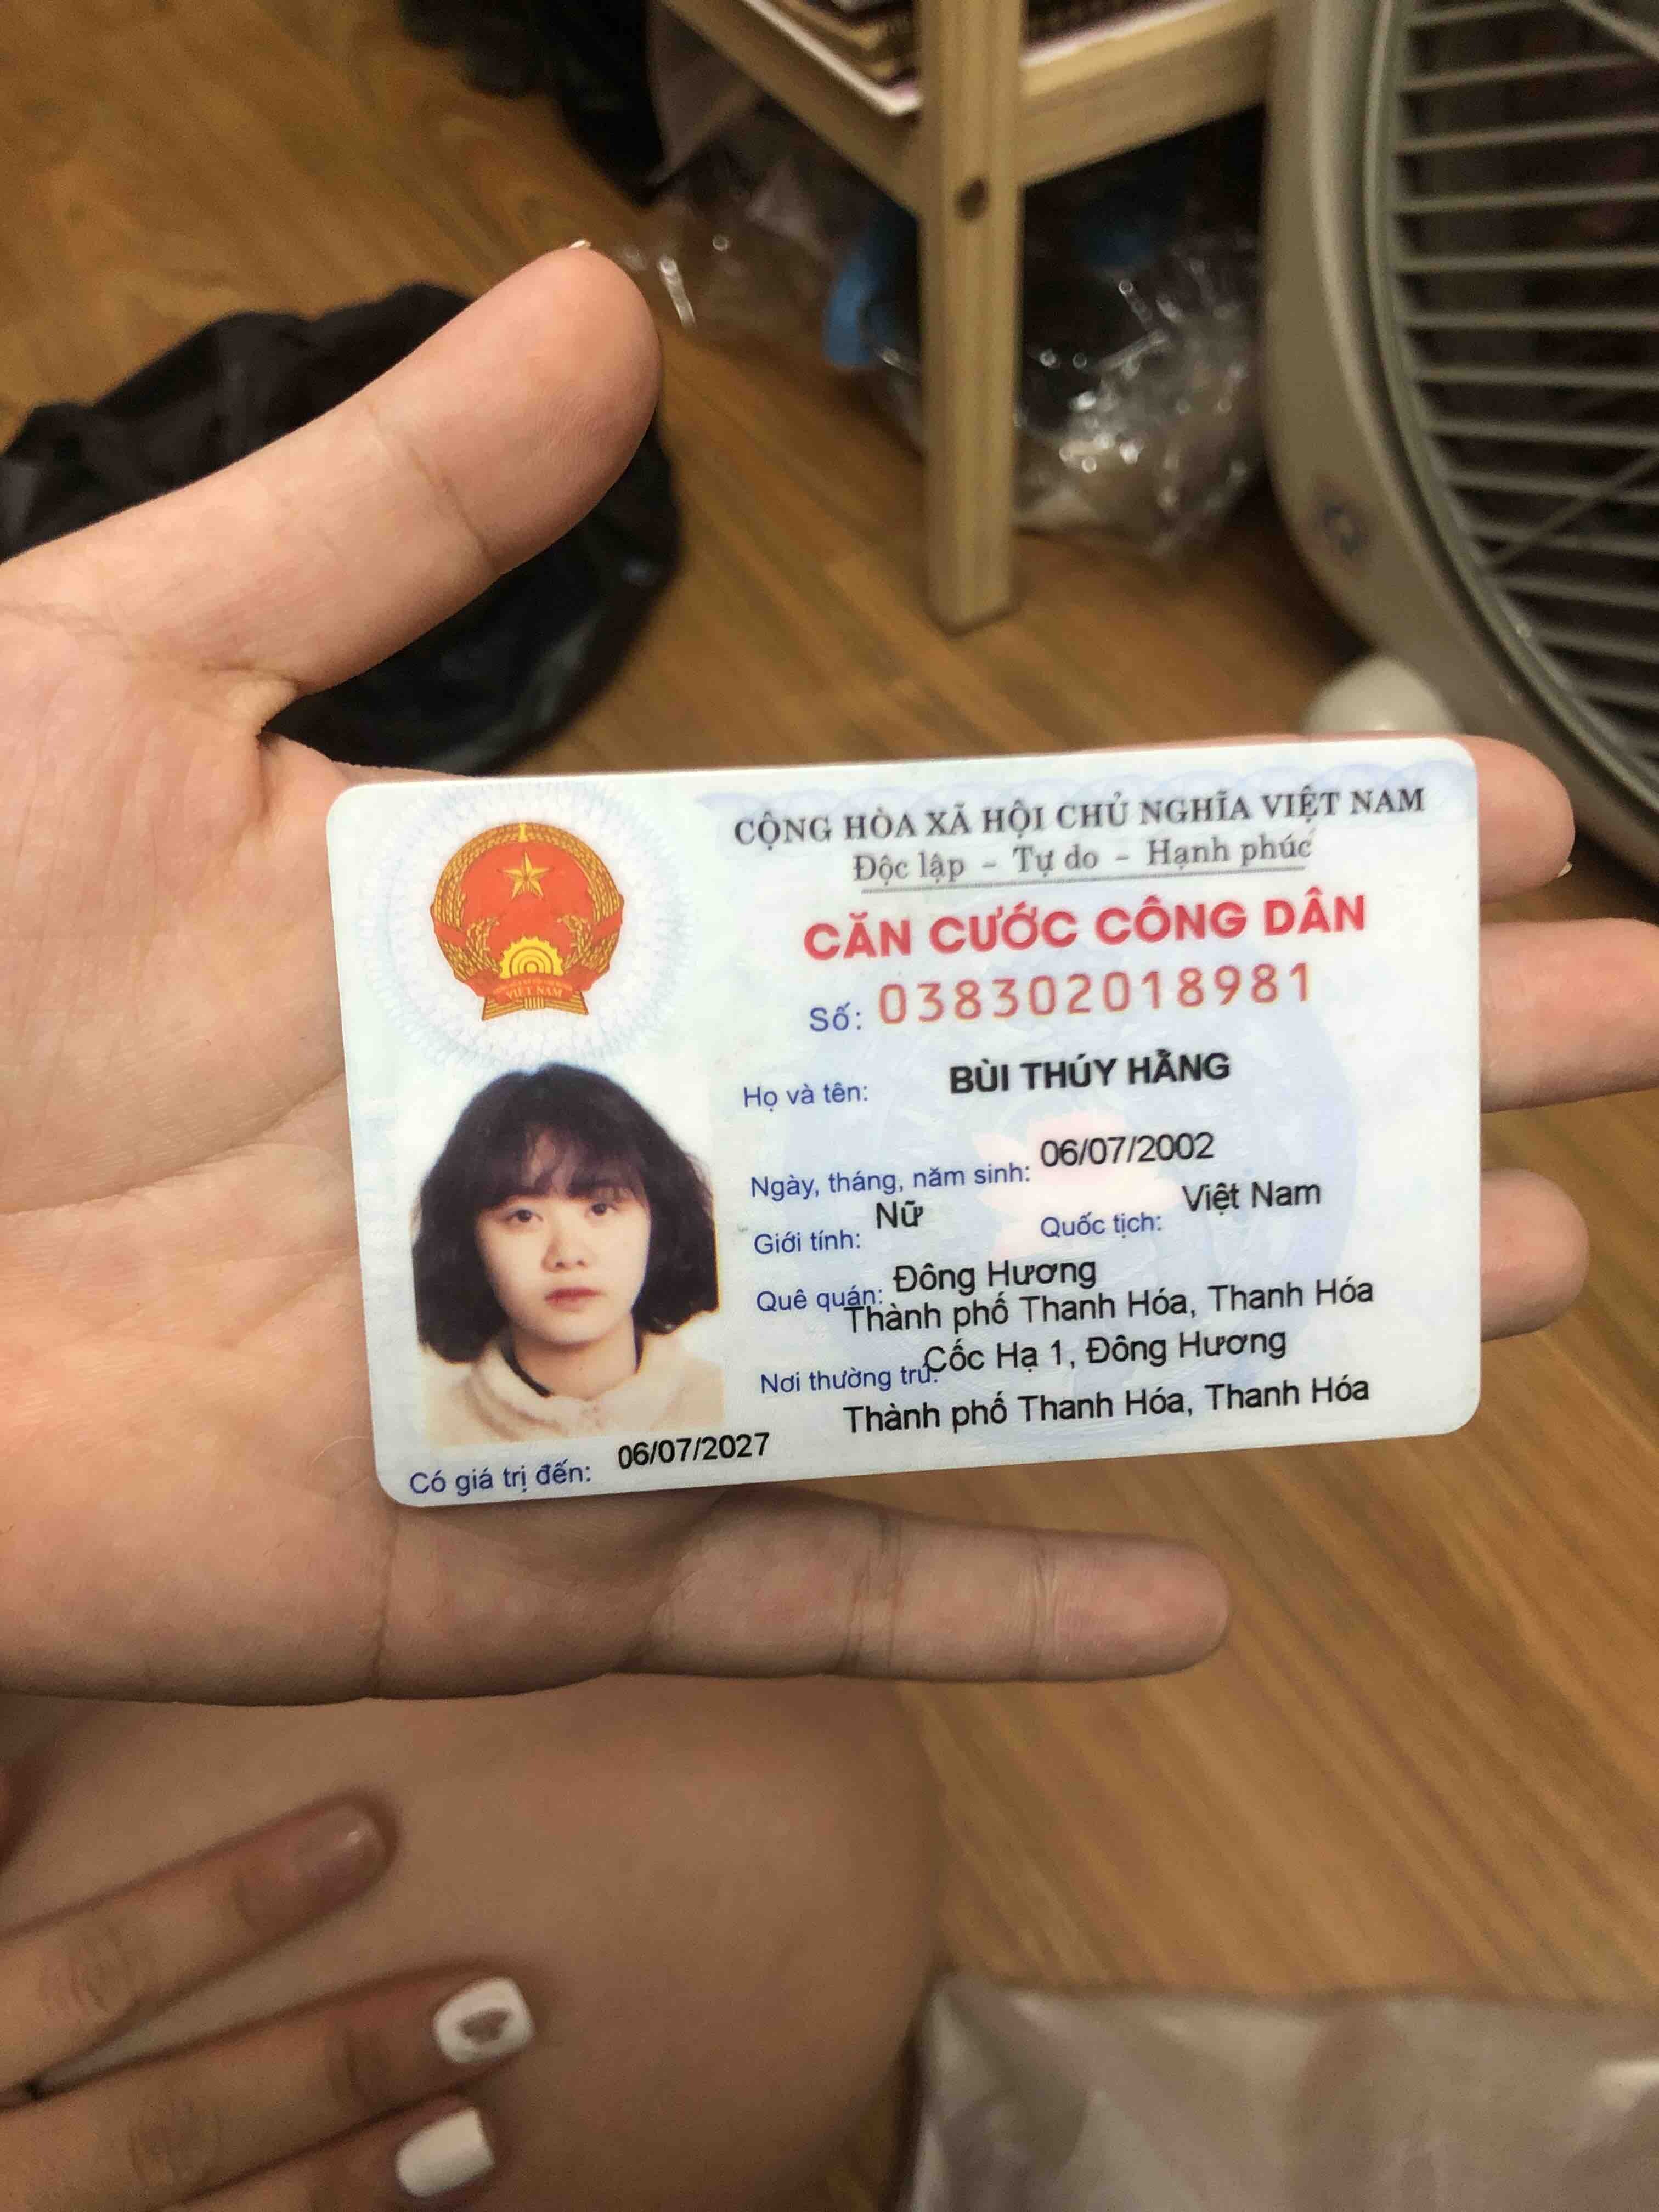 CỘNG HÒA XÃ HỘI CHỦ NGHĨA VIỆT NAM
Độc lập - Tự do - Hạnh phúc
CĂN CƯỚC CÔNG DÂN
Số: 038302018981
Họ và tên: BÙI THÚY HẰNG
Ngày, tháng, năm sinh: 06/07/2002
Giới tính: Nữ Quốc tịch: Việt Nam
Quê quán: Đông Hương
Thành phố Thanh Hóa, Thanh Hóa
Nơi thường trú: Cốc Hạ 1, Đông Hương
Thành phố Thanh Hóa, Thanh Hóa
Có giá trị đến: 06/07/2027
VIỆT NAM